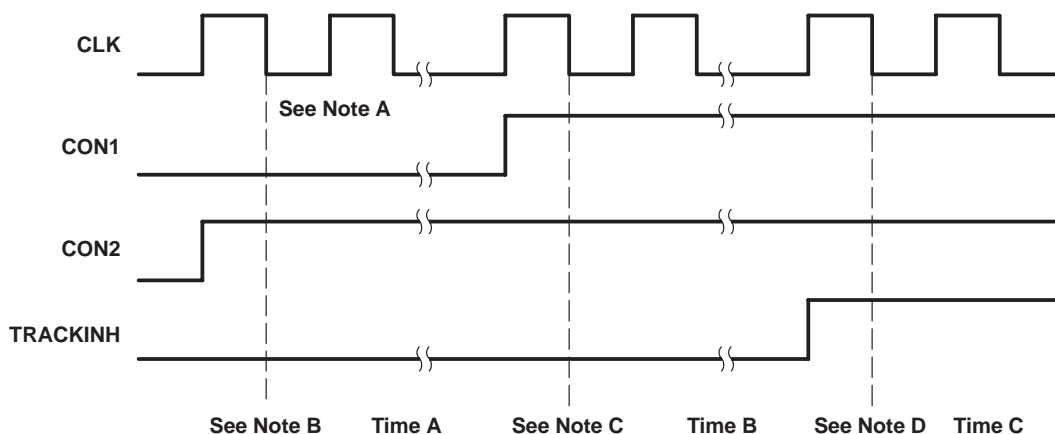 CLK
See Note A
CON1
CON2
TRACKINH
See Note B Time A See Note C Time B See Note D Time C